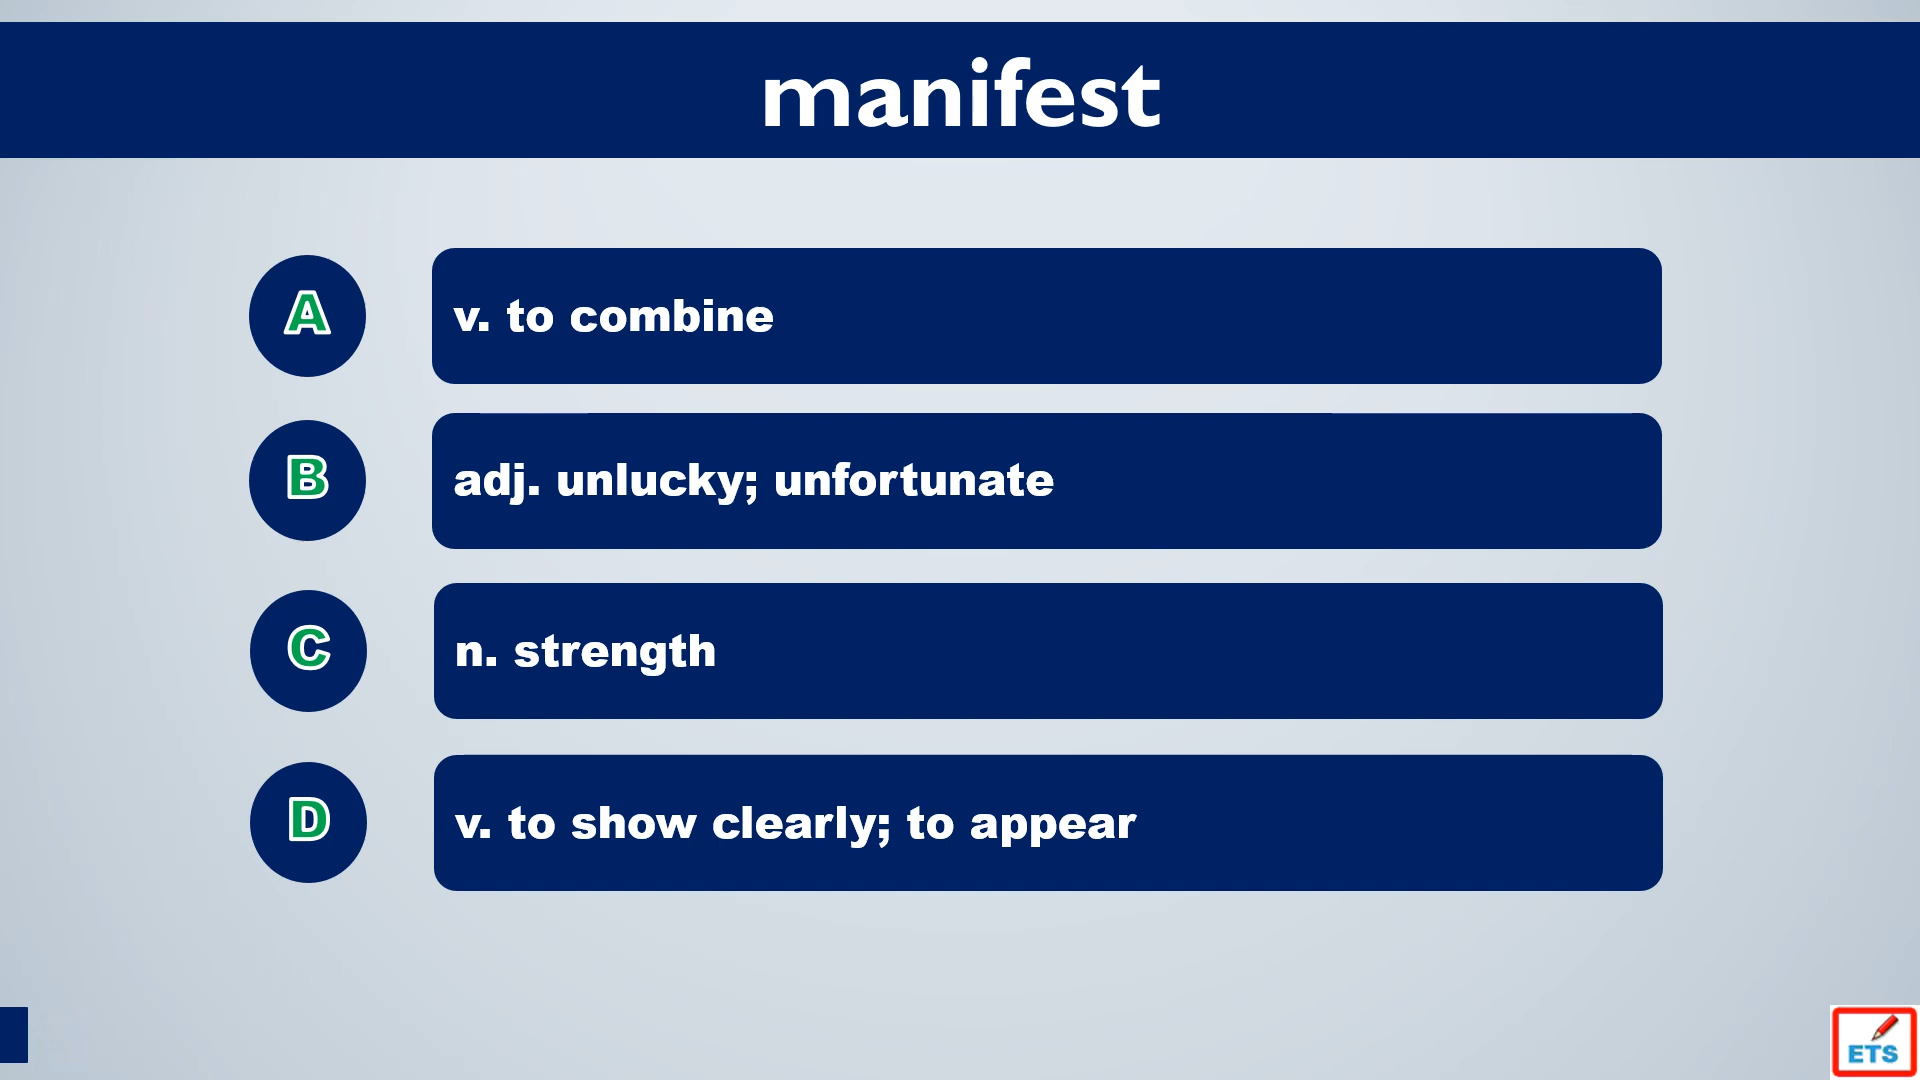 manifest
A
v. to combine
B
adj. unlucky; unfortunate
C
n. strength
D
v. to show clearly; to appear
ETS